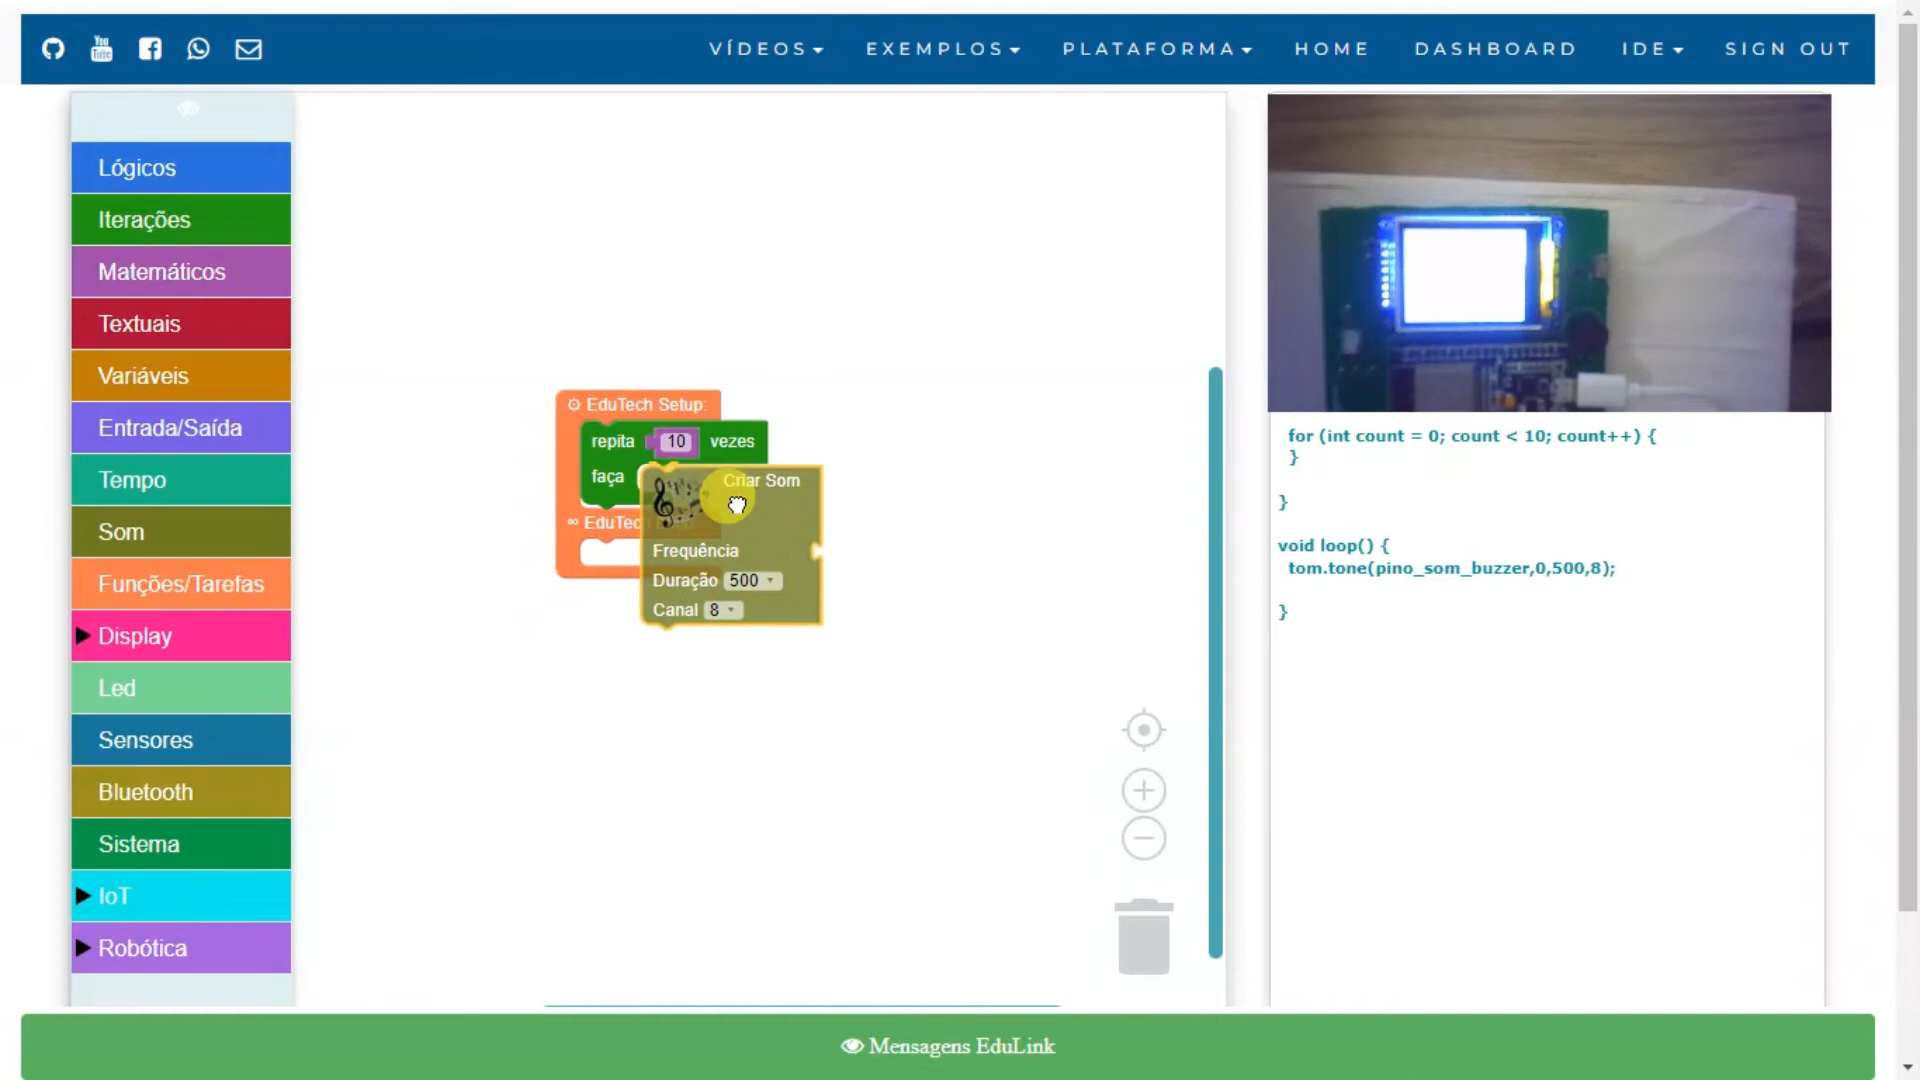 You
Tube
VÍDEOS
EXEMPLOS
PLATAFORMA
HOME
DASHBOARD
IDE
SIGN OUT
Lógicos
Iterações
Matemáticos
Textuais
Variáveis
Entrada/Saída
Tempo
Som
Funções/Tarefas
Display
Led
Sensores
Bluetooth
Sistema
IoT
Robótica
EduTech Setup:
repita 10 vezes
faça
Criar Som
∞ EduTec
Frequência
Duração 500
Canal 8
for (int count = 0; count < 10; count++) {
}
}
void loop() {
tom.tone(pino_som_buzzer,0,500,8);
}
Mensagens EduLink